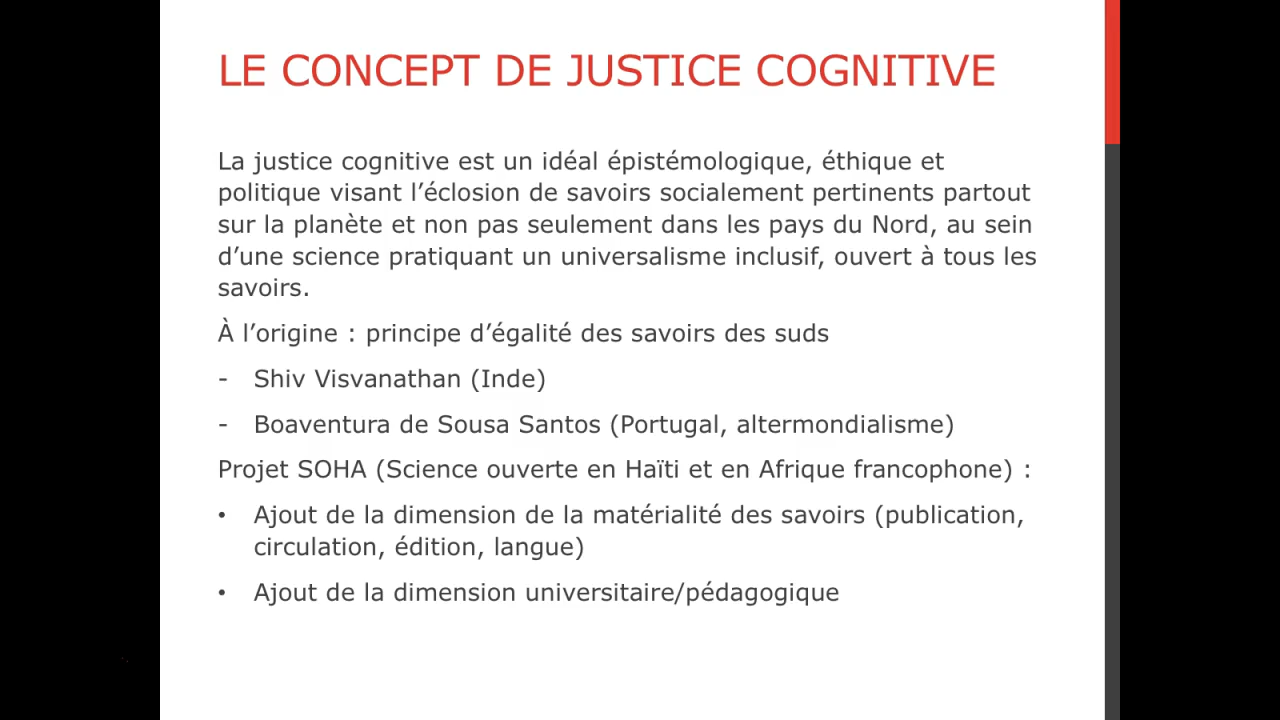 LE CONCEPT DE JUSTICE COGNITIVE
La justice cognitive est un idéal épistémologique, éthique et
politique visant l’éclosion de savoirs socialement pertinents partout
sur la planète et non pas seulement dans les pays du Nord, au sein
d’une science pratiquant un universalisme inclusif, ouvert à tous les
savoirs.
À l’origine : principe d’égalité des savoirs des suds
- Shiv Visvanathan (Inde)
- Boaventura de Sousa Santos (Portugal, altermondialisme)
Projet SOHA (Science ouverte en Haïti et en Afrique francophone) :
• Ajout de la dimension de la matérialité des savoirs (publication,
circulation, édition, langue)
• Ajout de la dimension universitaire/pédagogique